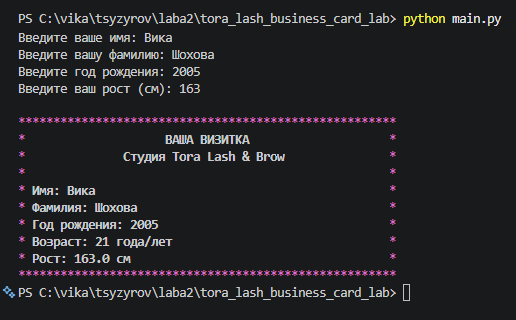 PS C:\vika\tsyzyrov\laba2\tora_lash_business_card_lab> python main.py
Введите ваше имя: Вика
Введите вашу фамилию: Шохова
Введите год рождения: 2005
Введите ваш рост (см): 163
******************************************************
* ВАША ВИЗИТКА *
* Студия Tora Lash & Brow *
* *
* Имя: Вика *
* Фамилия: Шохова *
* Год рождения: 2005 *
* Возраст: 21 года/лет *
* Рост: 163.0 см *
******************************************************
PS C:\vika\tsyzyrov\laba2\tora_lash_business_card_lab>